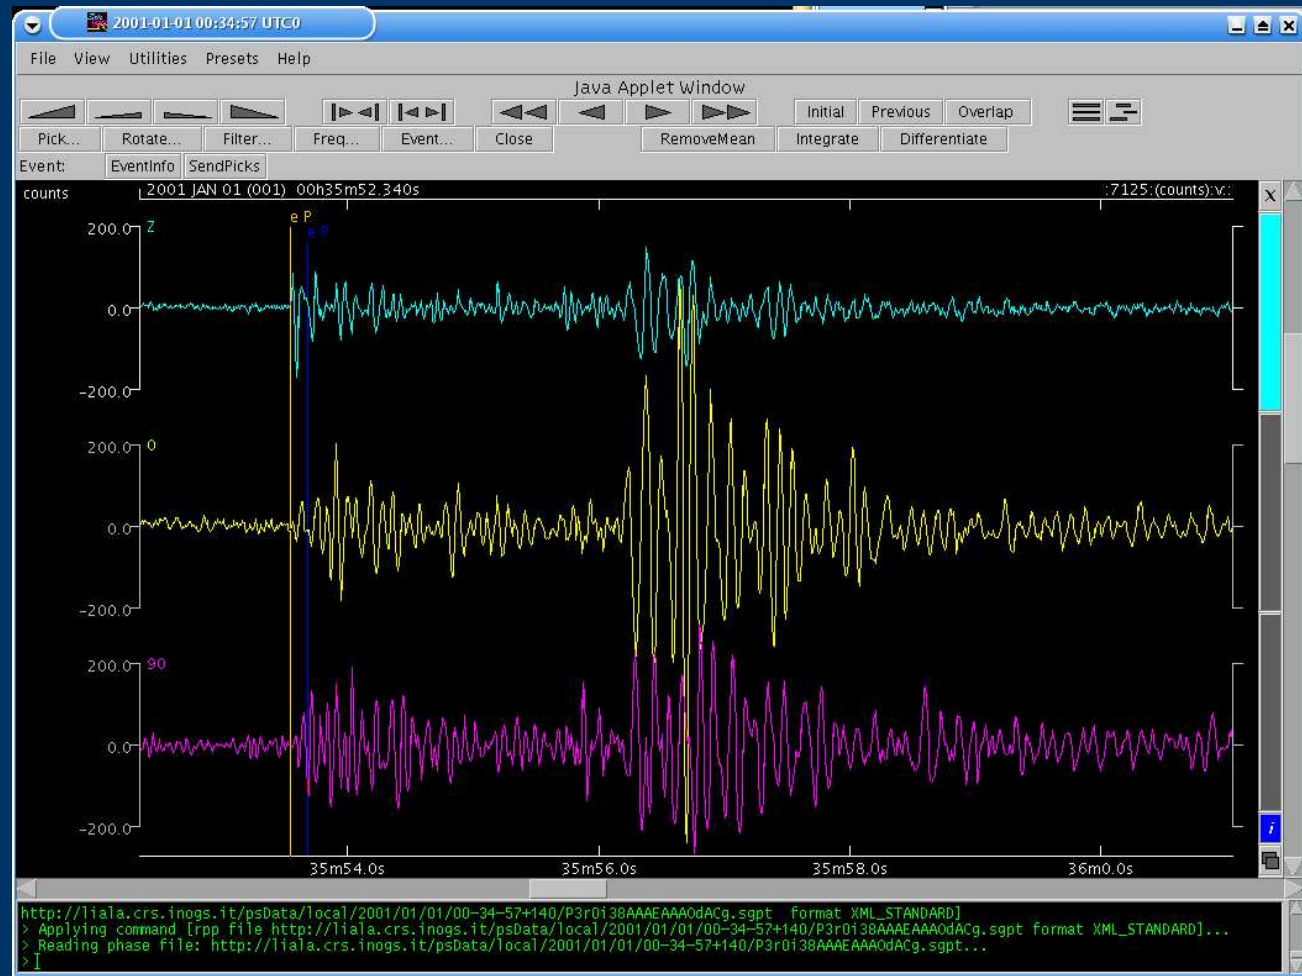 2001-01-01 00:34:57 UTC0
File View Utilities Presets Help
Java Applet Window
Initial Previous Overlap
Pick... Rotate... Filter... Freq... Event... Close RemoveMean Integrate Differentiate
Event: EventInfo SendPicks
counts 2001 JAN 01 (001) 00h35m52.340s :7125:(counts):v::
x
e P
e P
200.0 Z
0.0
-200.0
200.0 0
0.0
-200.0
200.0 90
0.0
-200.0
i
35m54.0s 35m56.0s 35m58.0s 36m0.0s
http://liala.crs.inogs.it/psData/local/2001/01/01/00-34-57+140/P3r0i38AAAEAAAOdACg.sgpt format XML_STANDARD]
> Applying command [rpp file http://liala.crs.inogs.it/psData/local/2001/01/01/00-34-57+140/P3r0i38AAAEAAAOdACg.sgpt format XML_STANDARD]...
> Reading phase file: http://liala.crs.inogs.it/psData/local/2001/01/01/00-34-57+140/P3r0i38AAAEAAAOdACg.sgpt...
>